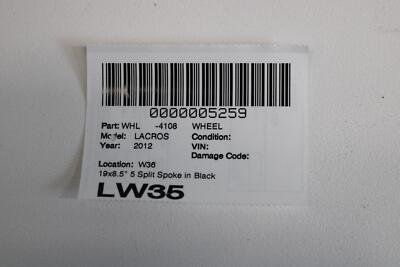 0000005259
Part: WHL -4108 WHEEL
Model: LACROS Condition:
Year: 2012 VIN:
Damage Code:
Location: W36
19x8.5" 5 Split Spoke in Black
LW35